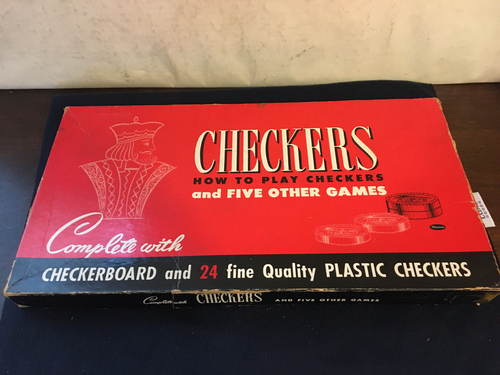 CHECKERS
HOW TO PLAY CHECKERS
and FIVE OTHER GAMES
Complete with
CHECKERBOARD and 24 fine Quality PLASTIC CHECKERS
Complete with CHECKERS AND FIVE OTHER GAMES